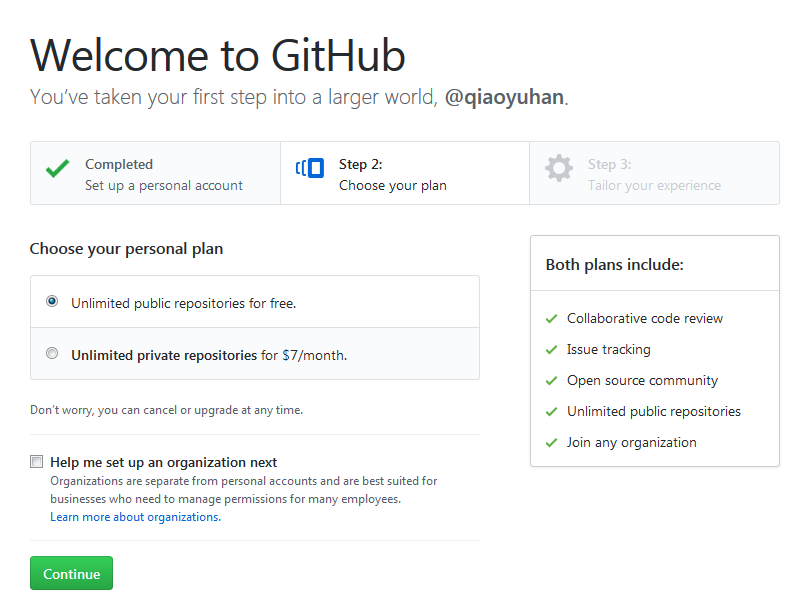 Welcome to GitHub
You’ve taken your first step into a larger world, @qiaoyuhan.
Completed
Set up a personal account
Step 2:
Choose your plan
Step 3:
Tailor your experience
Choose your personal plan
Unlimited public repositories for free.
Unlimited private repositories for $7/month.
Don’t worry, you can cancel or upgrade at any time.
Help me set up an organization next
Organizations are separate from personal accounts and are best suited for
businesses who need to manage permissions for many employees.
Learn more about organizations.
Continue
Both plans include:
Collaborative code review
Issue tracking
Open source community
Unlimited public repositories
Join any organization